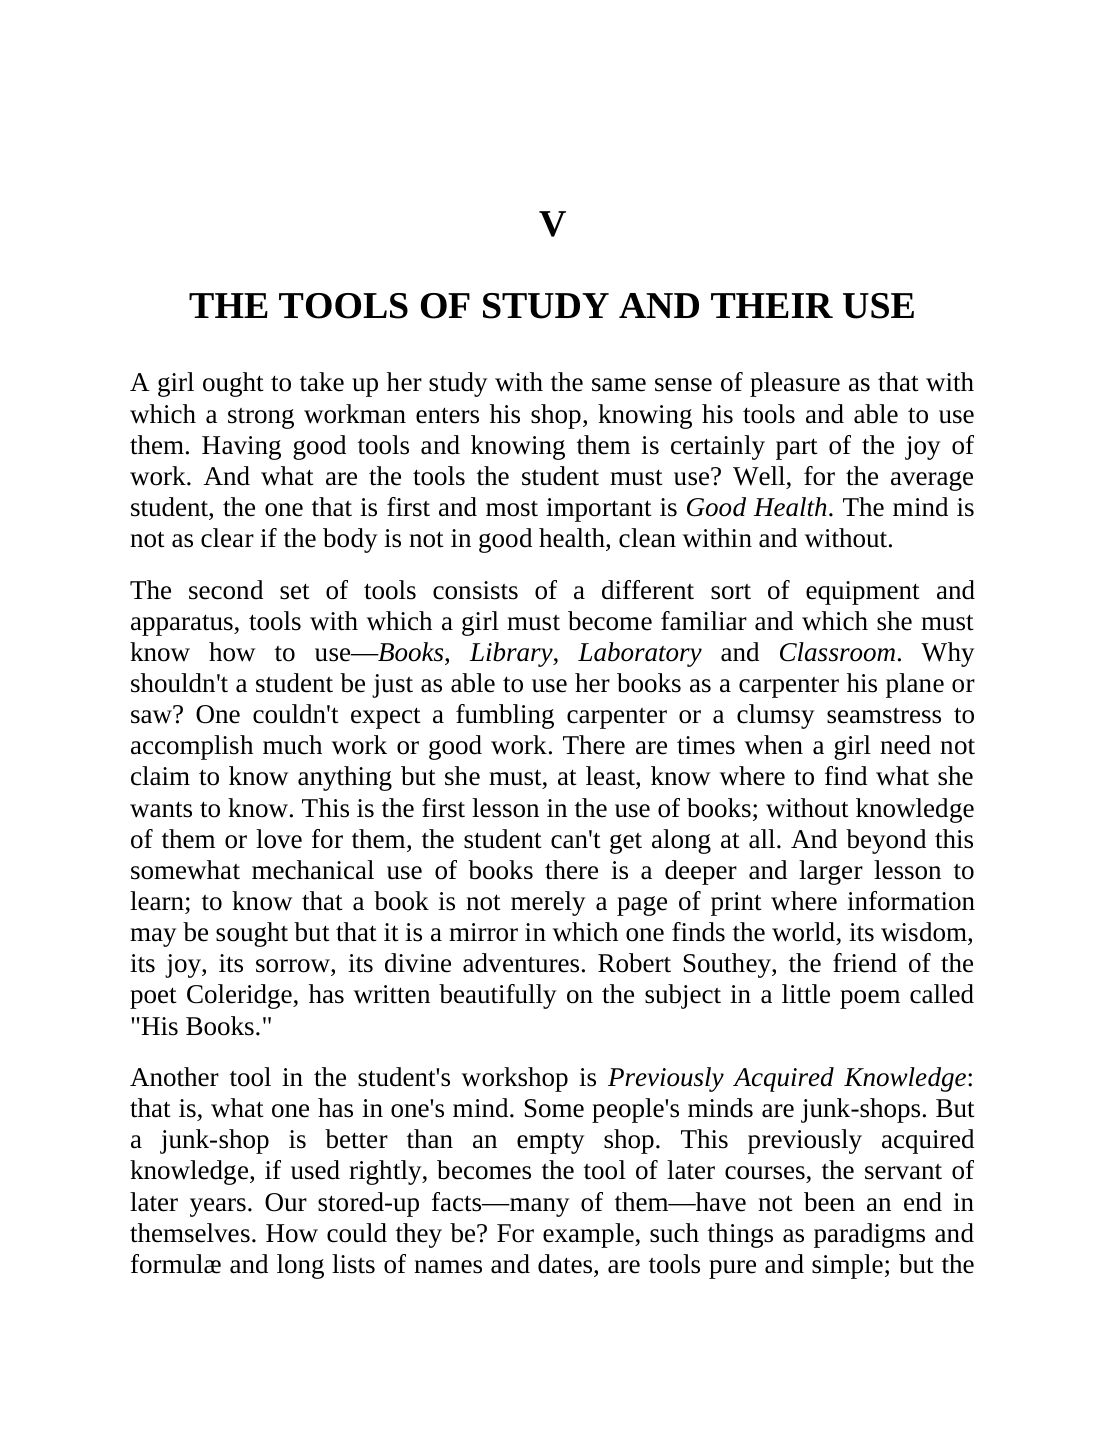 V
THE TOOLS OF STUDY AND THEIR USE
A girl ought to take up her study with the same sense of pleasure as that with
which a strong workman enters his shop, knowing his tools and able to use
them. Having good tools and knowing them is certainly part of the joy of
work. And what are the tools the student must use? Well, for the average
student, the one that is first and most important is Good Health. The mind is
not as clear if the body is not in good health, clean within and without.
The second set of tools consists of a different sort of equipment and
apparatus, tools with which a girl must become familiar and which she must
know how to use—Books, Library, Laboratory and Classroom. Why
shouldn't a student be just as able to use her books as a carpenter his plane or
saw? One couldn't expect a fumbling carpenter or a clumsy seamstress to
accomplish much work or good work. There are times when a girl need not
claim to know anything but she must, at least, know where to find what she
wants to know. This is the first lesson in the use of books; without knowledge
of them or love for them, the student can't get along at all. And beyond this
somewhat mechanical use of books there is a deeper and larger lesson to
learn; to know that a book is not merely a page of print where information
may be sought but that it is a mirror in which one finds the world, its wisdom,
its joy, its sorrow, its divine adventures. Robert Southey, the friend of the
poet Coleridge, has written beautifully on the subject in a little poem called
"His Books."
Another tool in the student's workshop is Previously Acquired Knowledge:
that is, what one has in one's mind. Some people's minds are junk-shops. But
a junk-shop is better than an empty shop. This previously acquired
knowledge, if used rightly, becomes the tool of later courses, the servant of
later years. Our stored-up facts—many of them—have not been an end in
themselves. How could they be? For example, such things as paradigms and
formulæ and long lists of names and dates, are tools pure and simple; but the